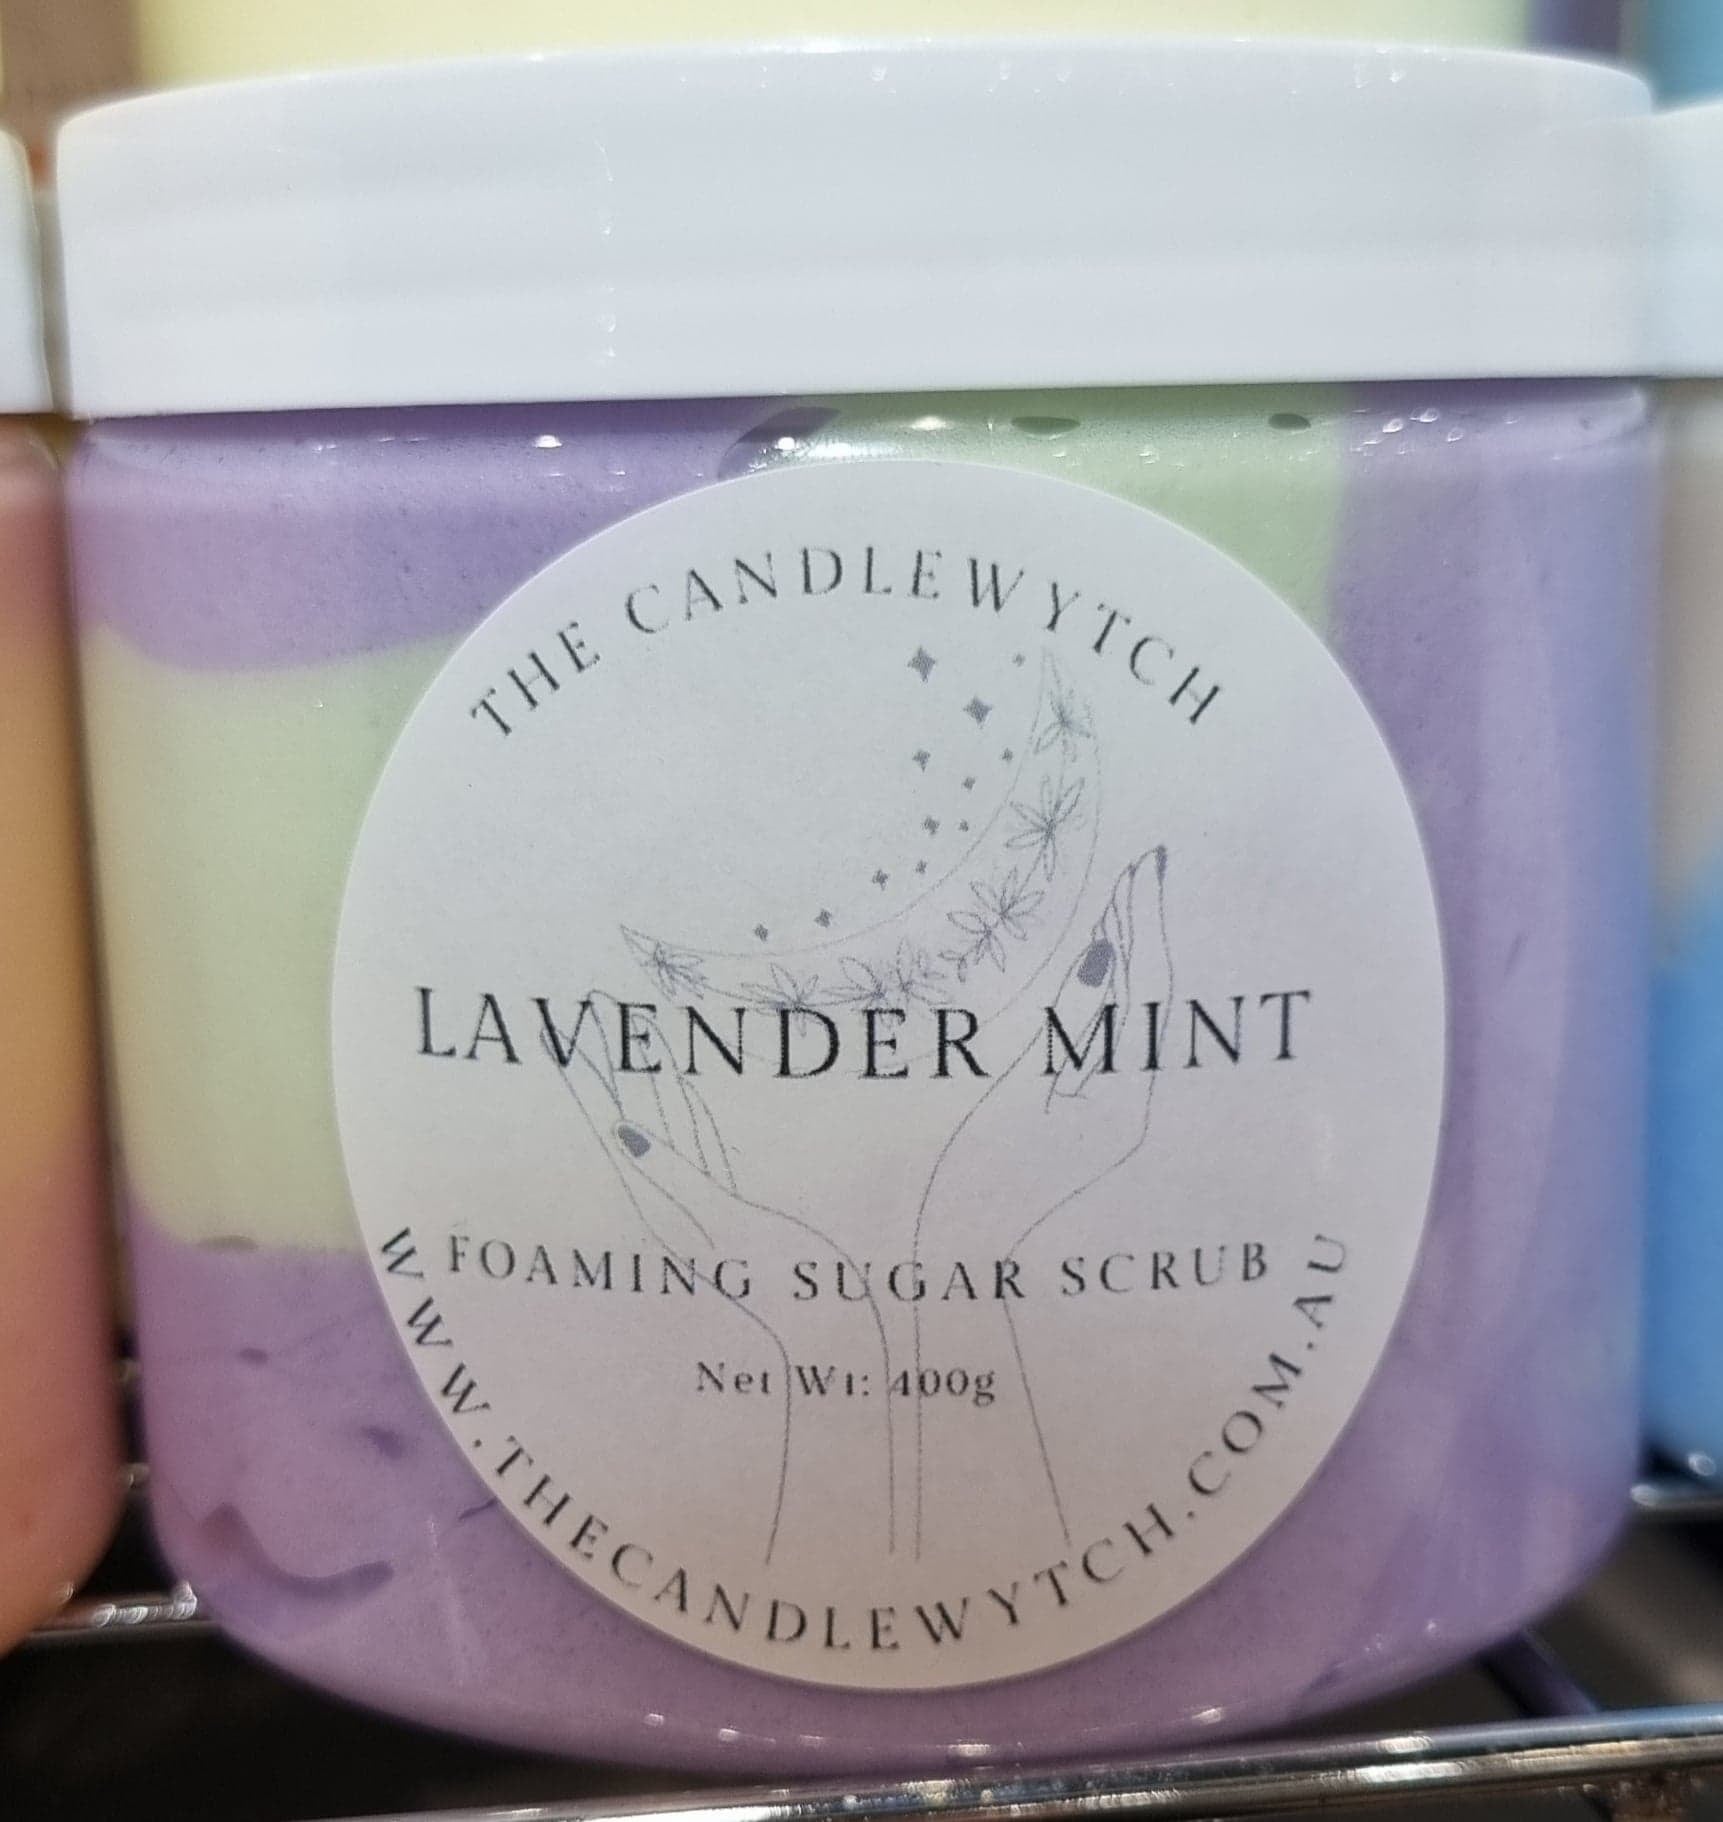 THE CANDLEWYTCH
LAVENDER MINT
FOAMING SUGAR SCRUB
Net Wt: 400g
WWW.THECANDLEWYTCH.COM.AU